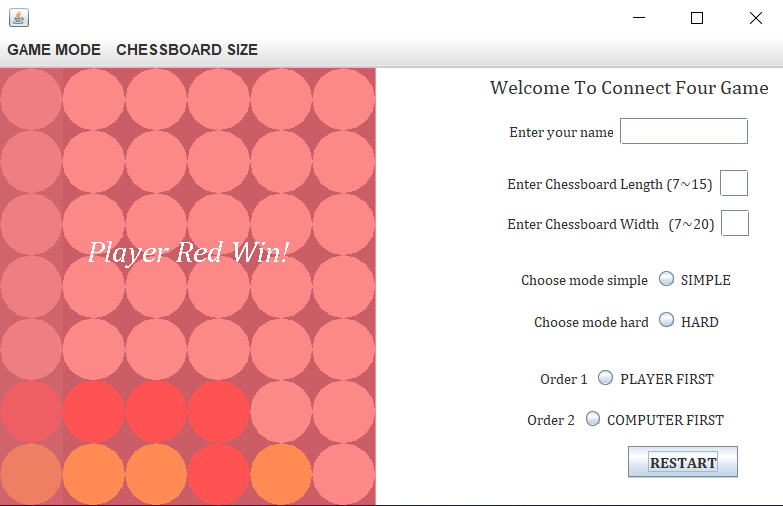 GAME MODE CHESSBOARD SIZE
Welcome To Connect Four Game
Enter your name
Enter Chessboard Length (7~15)
Enter Chessboard Width (7~20)
Player Red Win!
Choose mode simple SIMPLE
Choose mode hard HARD
Order 1 PLAYER FIRST
Order 2 COMPUTER FIRST
RESTART